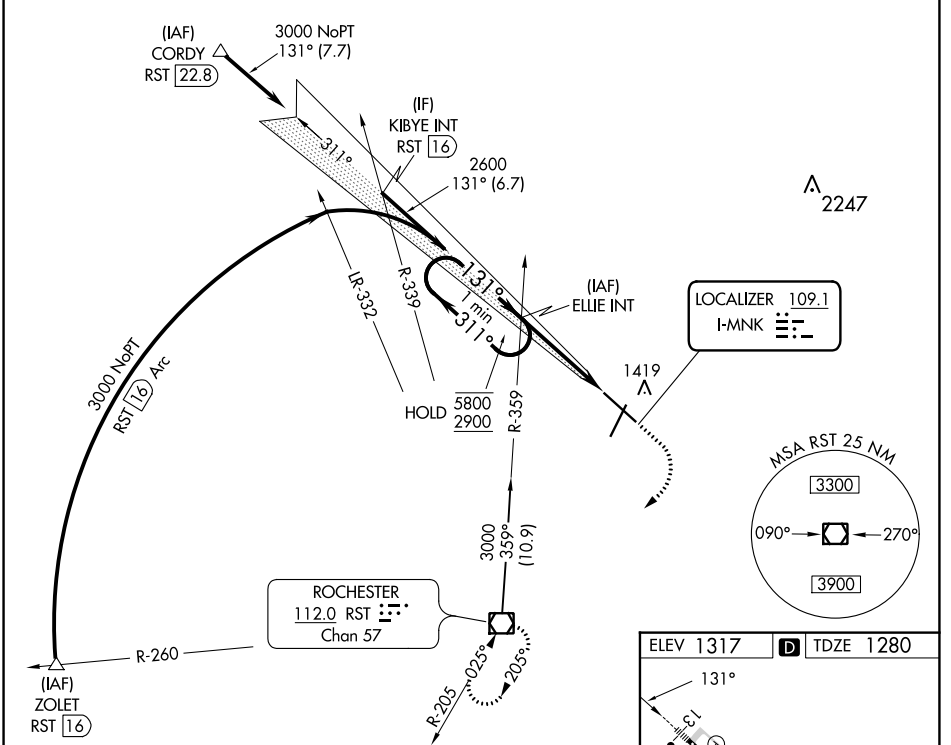 (IAF)
CORDY
RST 22.8
3000 NoPT
131° (7.7)
(IF)
KIBYE INT
RST 16
311°
2600
131° (6.7)
2247
LR-332
R-339
131°
1 min
311°
(IAF)
ELLIE INT
LOCALIZER 109.1
I-MNK
1419
HOLD 5800
2900
R-359
3000 NoPT
RST 16 Arc
MSA RST 25 NM
3300
090°
270°
3900
3000
359°
(10.9)
ROCHESTER
112.0 RST
Chan 57
R-260
(IAF)
ZOLET
RST 16
R-205
025°
205°
ELEV 1317
D
TDZE 1280
131°
13